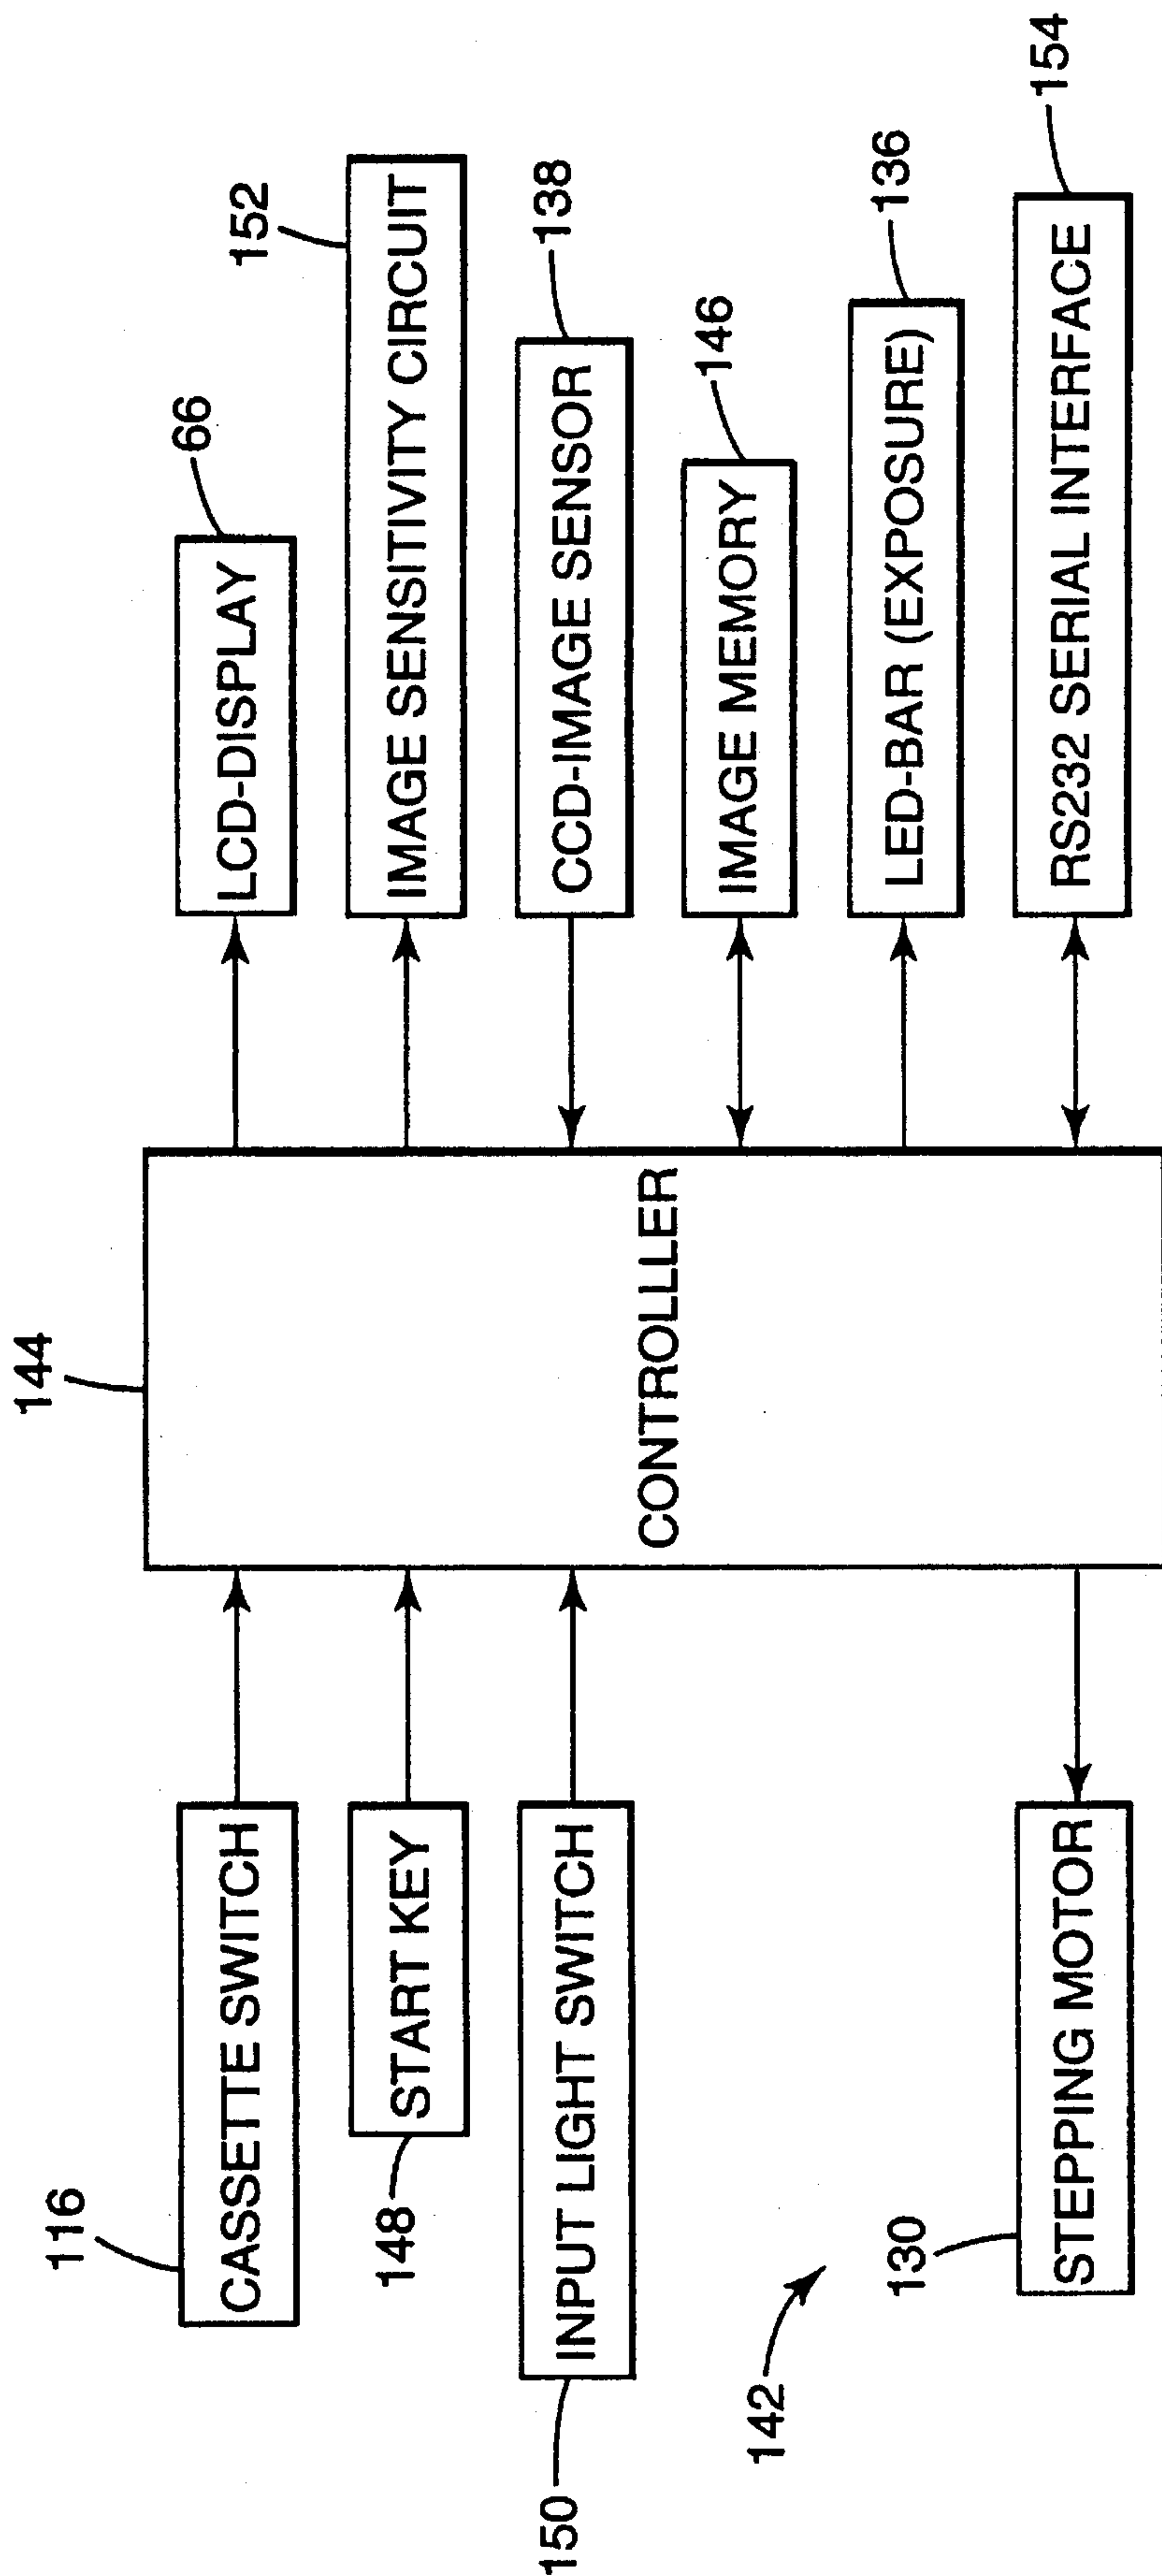 144
116
CASSETTE SWITCH
148
START KEY
150
INPUT LIGHT SWITCH
142
130
STEPPING MOTOR
CONTROLLLER
66
LCD-DISPLAY
152
IMAGE SENSITIVITY CIRCUIT
138
CCD-IMAGE SENSOR
146
IMAGE MEMORY
136
LED-BAR (EXPOSURE)
154
RS232 SERIAL INTERFACE